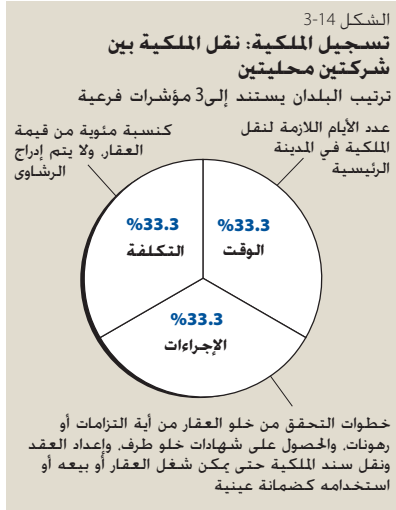 الشكل 14-3
تسجيل الملكية: نقل الملكية بين
شركتين محليتين
ترتيب البلدان يستند إلى3 مؤشرات فرعية
عدد الأيام اللازمة لنقل
الملكية في المدينة
الرئيسية
كنسبة مئوية من قيمة
العقار، ولا يتم إدراج
الرشاوى
%33.3
الوقت
%33.3
التكلفة
%33.3
الإجراءات
خطوات التحقق من خلو العقار من أية التزامات أو
رهونات، والحصول على شهادات خلو طرف، وإعداد العقد
ونقل سند الملكية حتى يمكن شغل العقار أو بيعه أو
استخدامه كضمانة عينية